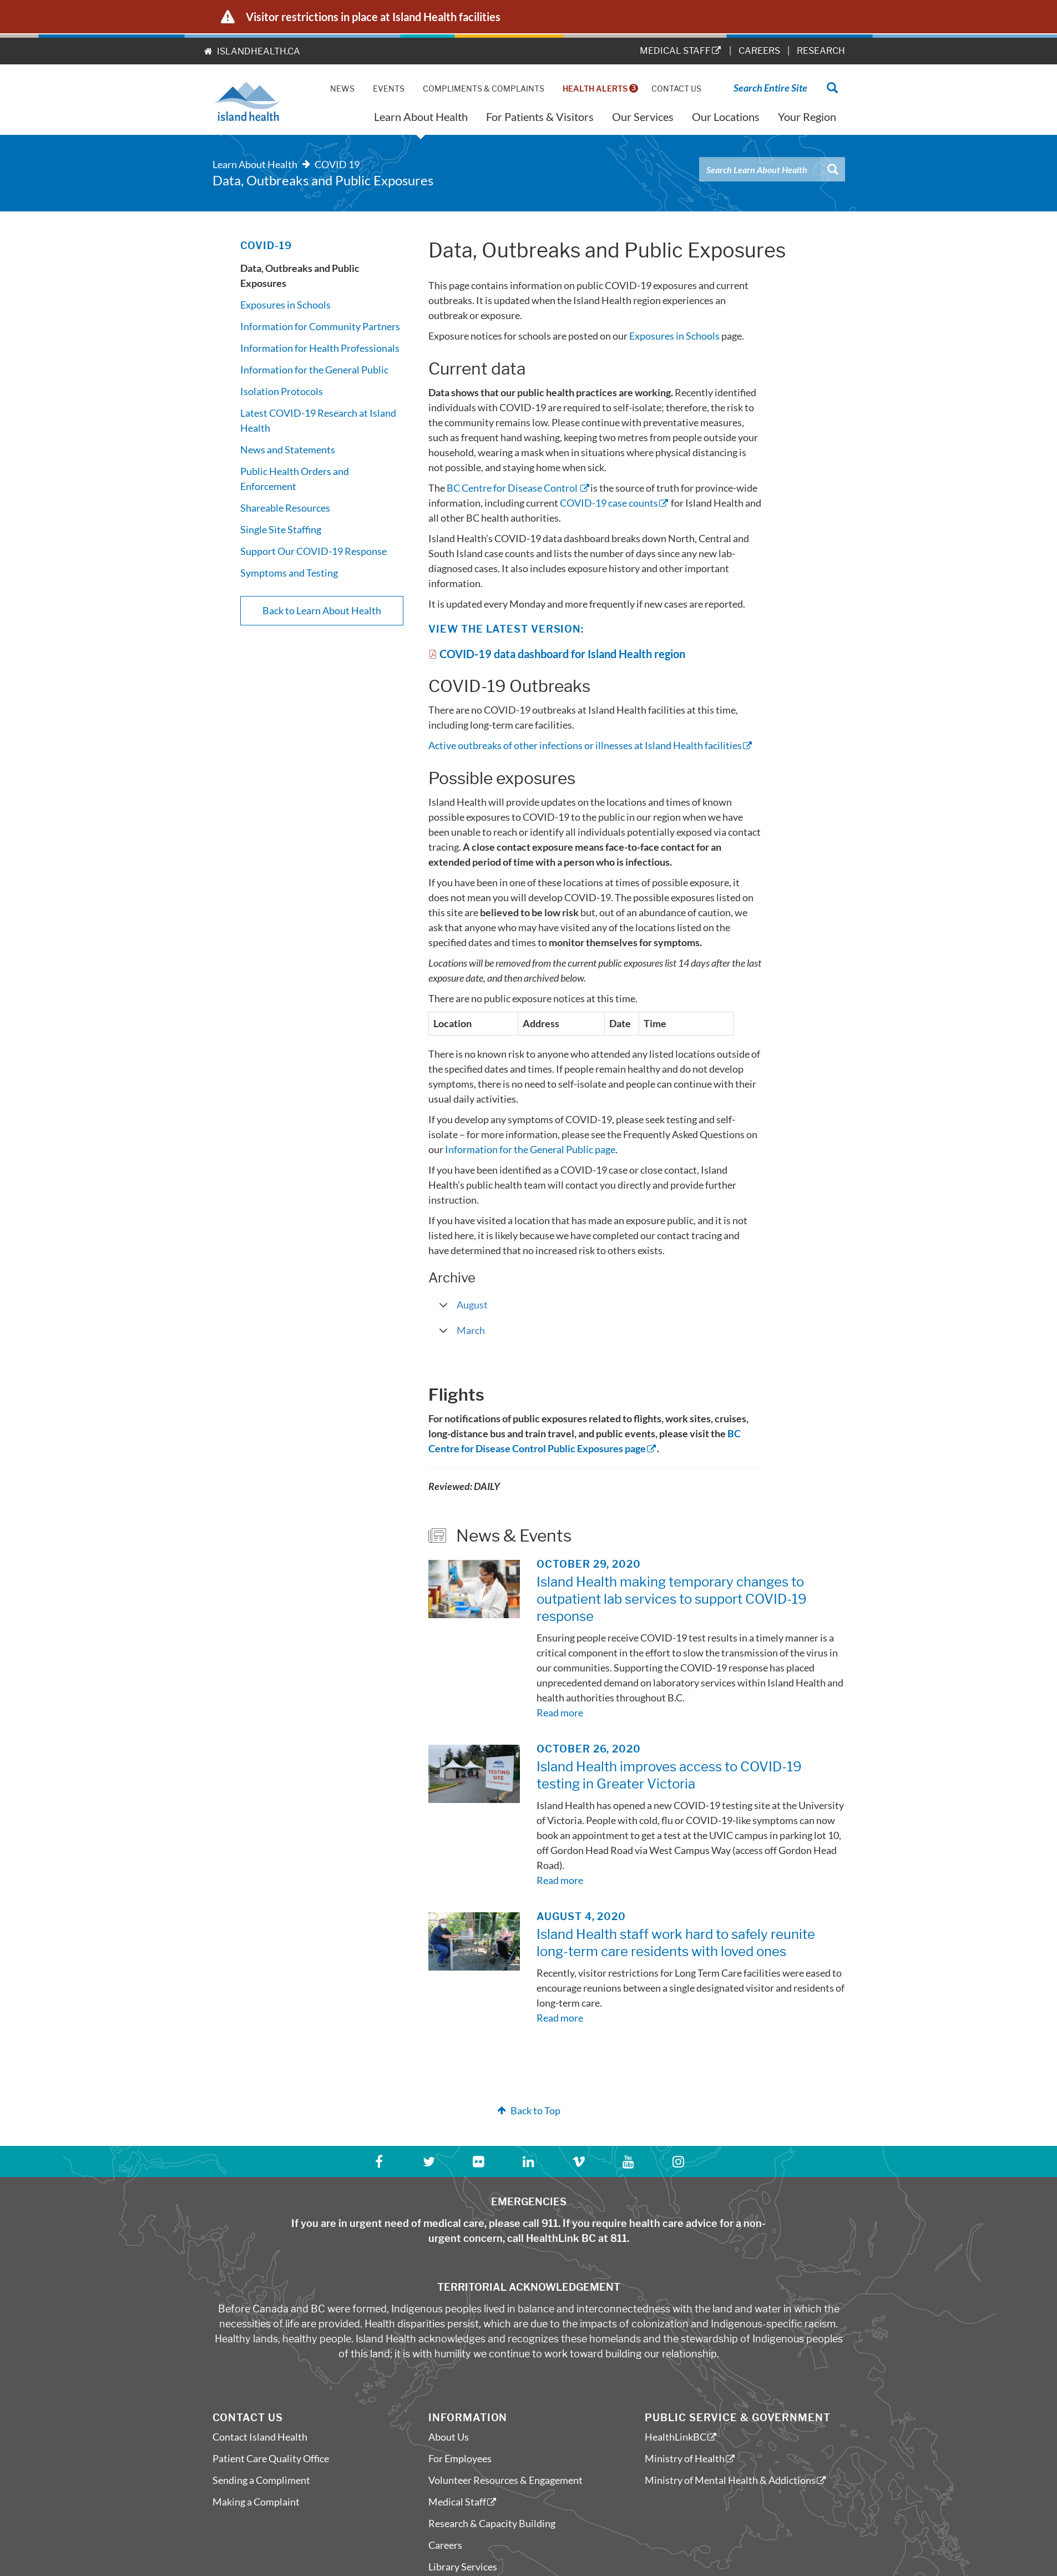 Visitor restrictions in place at Island Health facilities
ISLANDHEALTH.CA
MEDICAL STAFF | CAREERS | RESEARCH
NEWS EVENTS COMPLIMENTS & COMPLAINTS HEALTH ALERTS 3 CONTACT US Search Entire Site
island health
Learn About Health For Patients & Visitors Our Services Our Locations Your Region
Learn About Health COVID 19
Data, Outbreaks and Public Exposures
Search Learn About Health
COVID-19
Data, Outbreaks and Public
Exposures
Exposures in Schools
Information for Community Partners
Information for Health Professionals
Information for the General Public
Isolation Protocols
Latest COVID-19 Research at Island
Health
News and Statements
Public Health Orders and
Enforcement
Shareable Resources
Single Site Staffing
Support Our COVID-19 Response
Symptoms and Testing
Back to Learn About Health
Data, Outbreaks and Public Exposures
This page contains information on public COVID-19 exposures and current
outbreaks. It is updated when the Island Health region experiences an
outbreak or exposure.
Exposure notices for schools are posted on our Exposures in Schools page.
Current data
Data shows that our public health practices are working. Recently identified
individuals with COVID-19 are required to self-isolate; therefore, the risk to
the community remains low. Please continue with preventative measures,
such as frequent hand washing, keeping two metres from people outside your
household, wearing a mask when in situations where physical distancing is
not possible, and staying home when sick.
The BC Centre for Disease Control is the source of truth for province-wide
information, including current COVID-19 case counts for Island Health and
all other BC health authorities.
Island Health’s COVID-19 data dashboard breaks down North, Central and
South Island case counts and lists the number of days since any new lab-
diagnosed cases. It also includes exposure history and other important
information.
It is updated every Monday and more frequently if new cases are reported.
VIEW THE LATEST VERSION:
COVID-19 data dashboard for Island Health region
COVID-19 Outbreaks
There are no COVID-19 outbreaks at Island Health facilities at this time,
including long-term care facilities.
Active outbreaks of other infections or illnesses at Island Health facilities
Possible exposures
Island Health will provide updates on the locations and times of known
possible exposures to COVID-19 to the public in our region when we have
been unable to reach or identify all individuals potentially exposed via contact
tracing. A close contact exposure means face-to-face contact for an
extended period of time with a person who is infectious.
If you have been in one of these locations at times of possible exposure, it
does not mean you will develop COVID-19. The possible exposures listed on
this site are believed to be low risk but, out of an abundance of caution, we
ask that anyone who may have visited any of the locations listed on the
specified dates and times to monitor themselves for symptoms.
Locations will be removed from the current public exposures list 14 days after the last
exposure date, and then archived below.
There are no public exposure notices at this time.
Location Address Date Time
There is no known risk to anyone who attended any listed locations outside of
the specified dates and times. If people remain healthy and do not develop
symptoms, there is no need to self-isolate and people can continue with their
usual daily activities.
If you develop any symptoms of COVID-19, please seek testing and self-
isolate – for more information, please see the Frequently Asked Questions on
our Information for the General Public page.
If you have been identified as a COVID-19 case or close contact, Island
Health’s public health team will contact you directly and provide further
instruction.
If you have visited a location that has made an exposure public, and it is not
listed here, it is likely because we have completed our contact tracing and
have determined that no increased risk to others exists.
Archive
August
March
Flights
For notifications of public exposures related to flights, work sites, cruises,
long-distance bus and train travel, and public events, please visit the BC
Centre for Disease Control Public Exposures page.
Reviewed: DAILY
News & Events
OCTOBER 29, 2020
Island Health making temporary changes to
outpatient lab services to support COVID-19
response
Ensuring people receive COVID-19 test results in a timely manner is a
critical component in the effort to slow the transmission of the virus in
our communities. Supporting the COVID-19 response has placed
unprecedented demand on laboratory services within Island Health and
health authorities throughout B.C.
Read more
TESTING
SITE
OCTOBER 26, 2020
Island Health improves access to COVID-19
testing in Greater Victoria
Island Health has opened a new COVID-19 testing site at the University
of Victoria. People with cold, flu or COVID-19-like symptoms can now
book an appointment to get a test at the UVIC campus in parking lot 10,
off Gordon Head Road via West Campus Way (access off Gordon Head
Road).
Read more
AUGUST 4, 2020
Island Health staff work hard to safely reunite
long-term care residents with loved ones
Recently, visitor restrictions for Long Term Care facilities were eased to
encourage reunions between a single designated visitor and residents of
long-term care.
Read more
Back to Top
EMERGENCIES
If you are in urgent need of medical care, please call 911. If you require health care advice for a non-
urgent concern, call HealthLink BC at 811.
TERRITORIAL ACKNOWLEDGEMENT
Before Canada and BC were formed, Indigenous peoples lived in balance and interconnectedness with the land and water in which the
necessities of life are provided. Health disparities persist, which are due to the impacts of colonization and Indigenous-specific racism.
Healthy lands, healthy people. Island Health acknowledges and recognizes these homelands and the stewardship of Indigenous peoples
of this land; it is with humility we continue to work toward building our relationship.
CONTACT US
Contact Island Health
Patient Care Quality Office
Sending a Compliment
Making a Complaint
INFORMATION
About Us
For Employees
Volunteer Resources & Engagement
Medical Staff
Research & Capacity Building
Careers
Library Services
PUBLIC SERVICE & GOVERNMENT
HealthLinkBC
Ministry of Health
Ministry of Mental Health & Addictions